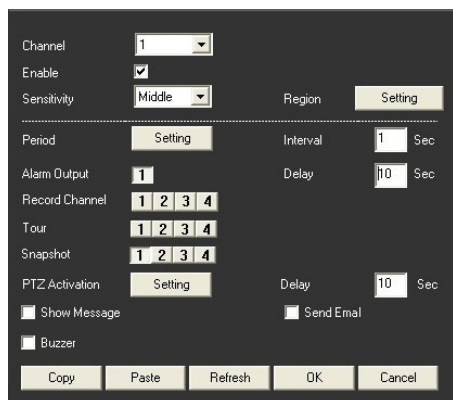 Channel 1
Enable
Sensitivity Middle Region Setting
Period Setting Interval 1 Sec
Alarm Output 1 Delay 10 Sec
Record Channel 1 2 3 4
Tour 1 2 3 4
Snapshot 1 2 3 4
PTZ Activation Setting Delay 10 Sec
Show Message Send Emal
Buzzer
Copy Paste Refresh OK Cancel